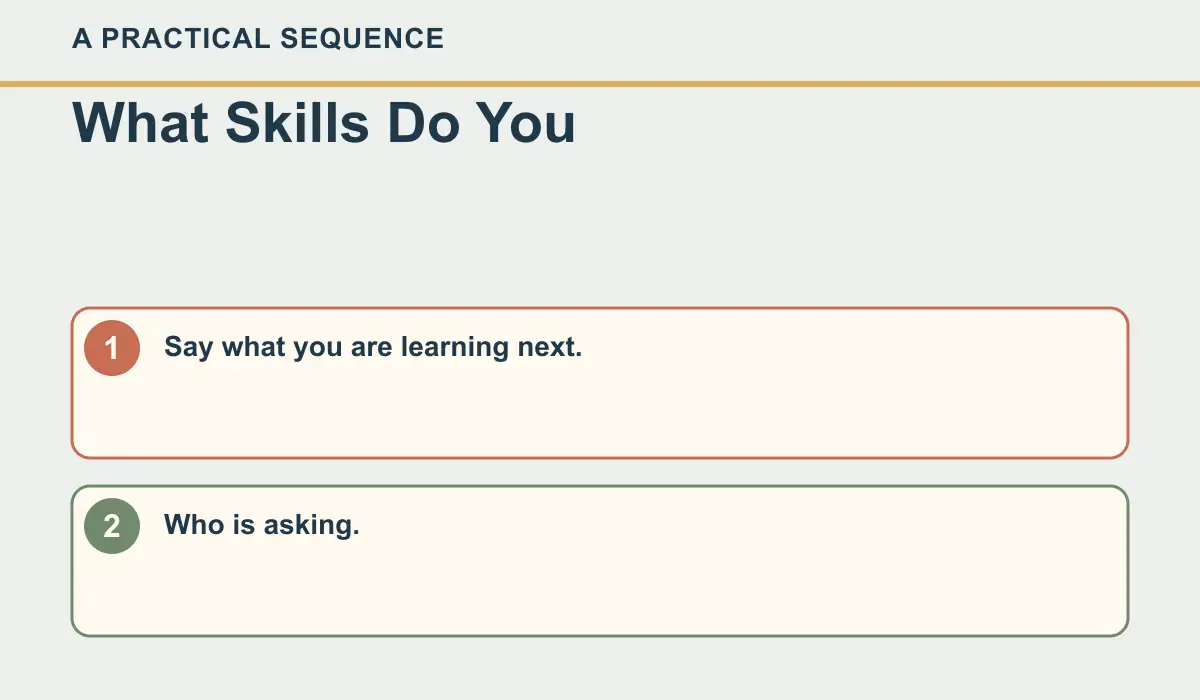 A PRACTICAL SEQUENCE
What Skills Do You
1 Say what you are learning next.
2 Who is asking.